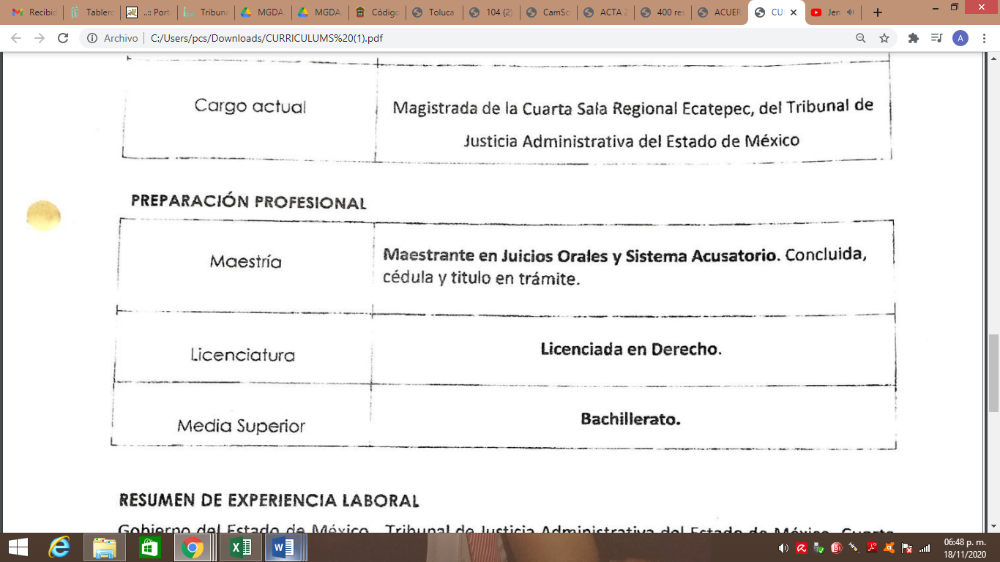 Recibid
Tablero
..:: Port
Tribuna
MGDA
MGDA
Código
Toluca
104 (2)
CamSc
ACTA 2
400 res
ACUER
CU
Jer
Archivo C:/Users/pcs/Downloads/CURRICULUMS%20(1).pdf
A
Cargo actual
Magistrada de la Cuarta Sala Regional Ecatepec, del Tribunal de
Justicia Administrativa del Estado de México
PREPARACIÓN PROFESIONAL
Maestría
Maestrante en Juicios Orales y Sistema Acusatorio. Concluida,
cédula y titulo en trámite.
Licenciatura
Licenciada en Derecho.
Media Superior
Bachillerato.
RESUMEN DE EXPERIENCIA LABORAL
Gobierno del Estado de México Tribunal de Justicia Administrativa del Estado de México Cuarta
06:48 p. m.
18/11/2020